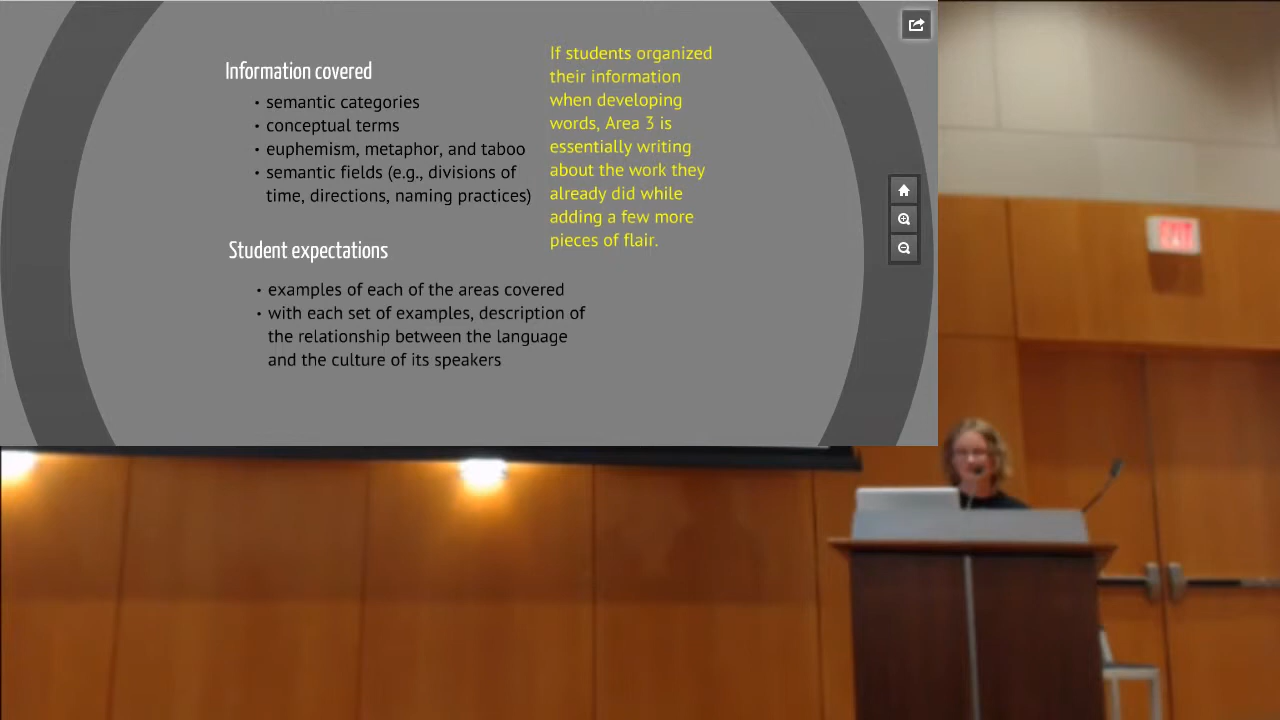 Information covered
• semantic categories
• conceptual terms
• euphemism, metaphor, and taboo
• semantic fields (e.g., divisions of
time, directions, naming practices)
If students organized
their information
when developing
words, Area 3 is
essentially writing
about the work they
already did while
adding a few more
pieces of flair.
Student expectations
• examples of each of the areas covered
• with each set of examples, description of
the relationship between the language
and the culture of its speakers
EXIT